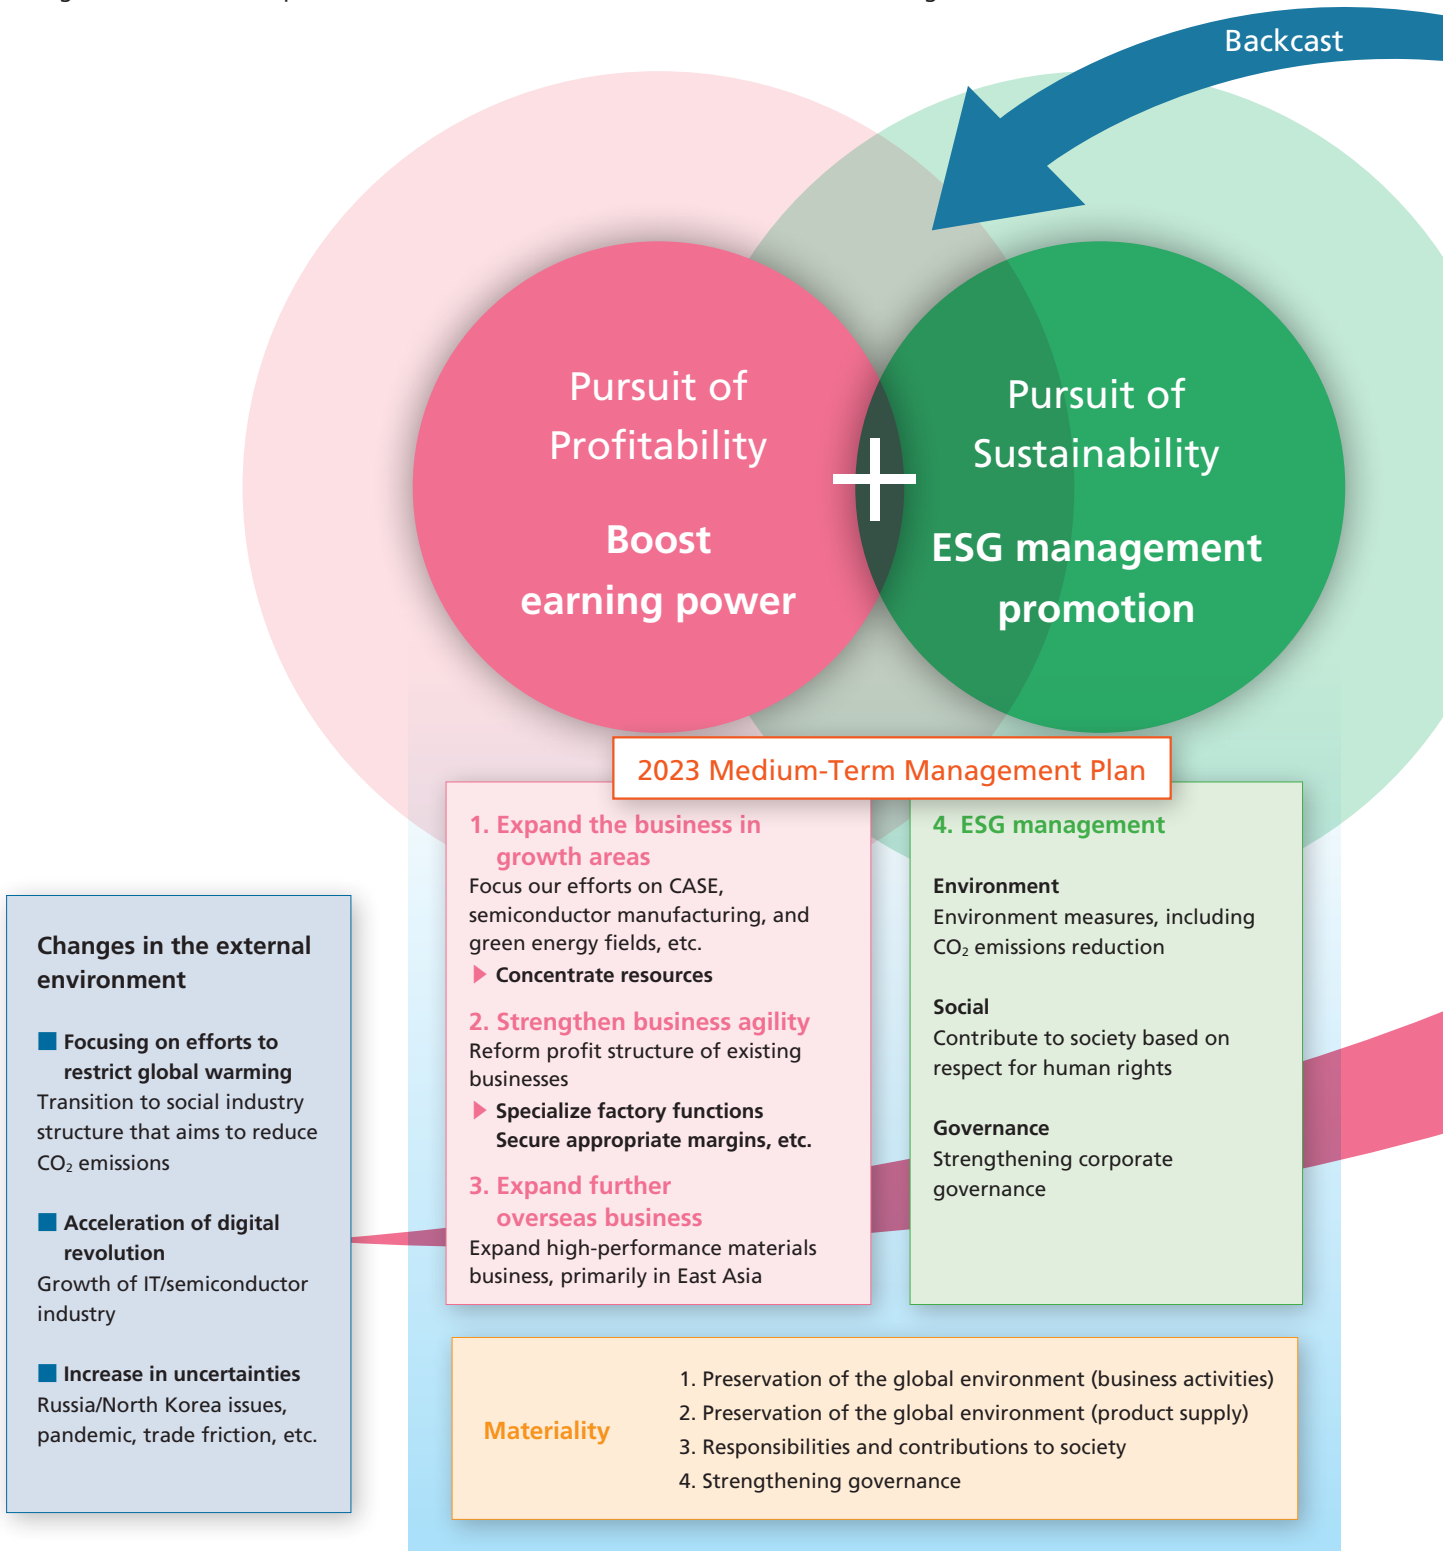 Backcast
Pursuit of
Profitability
Boost
earning power
Pursuit of
Sustainability
ESG management
promotion
2023 Medium-Term Management Plan
1. Expand the business in
growth areas
Focus our efforts on CASE,
semiconductor manufacturing, and
green energy fields, etc.
Concentrate resources
2. Strengthen business agility
Reform profit structure of existing
businesses
Specialize factory functions
Secure appropriate margins, etc.
3. Expand further
overseas business
Expand high-performance materials
business, primarily in East Asia
4. ESG management
Environment
Environment measures, including
CO₂ emissions reduction
Social
Contribute to society based on
respect for human rights
Governance
Strengthening corporate
governance
Changes in the external
environment
Focusing on efforts to
restrict global warming
Transition to social industry
structure that aims to reduce
CO₂ emissions
Acceleration of digital
revolution
Growth of IT/semiconductor
industry
Increase in uncertainties
Russia/North Korea issues,
pandemic, trade friction, etc.
Materiality
1. Preservation of the global environment (business activities)
2. Preservation of the global environment (product supply)
3. Responsibilities and contributions to society
4. Strengthening governance